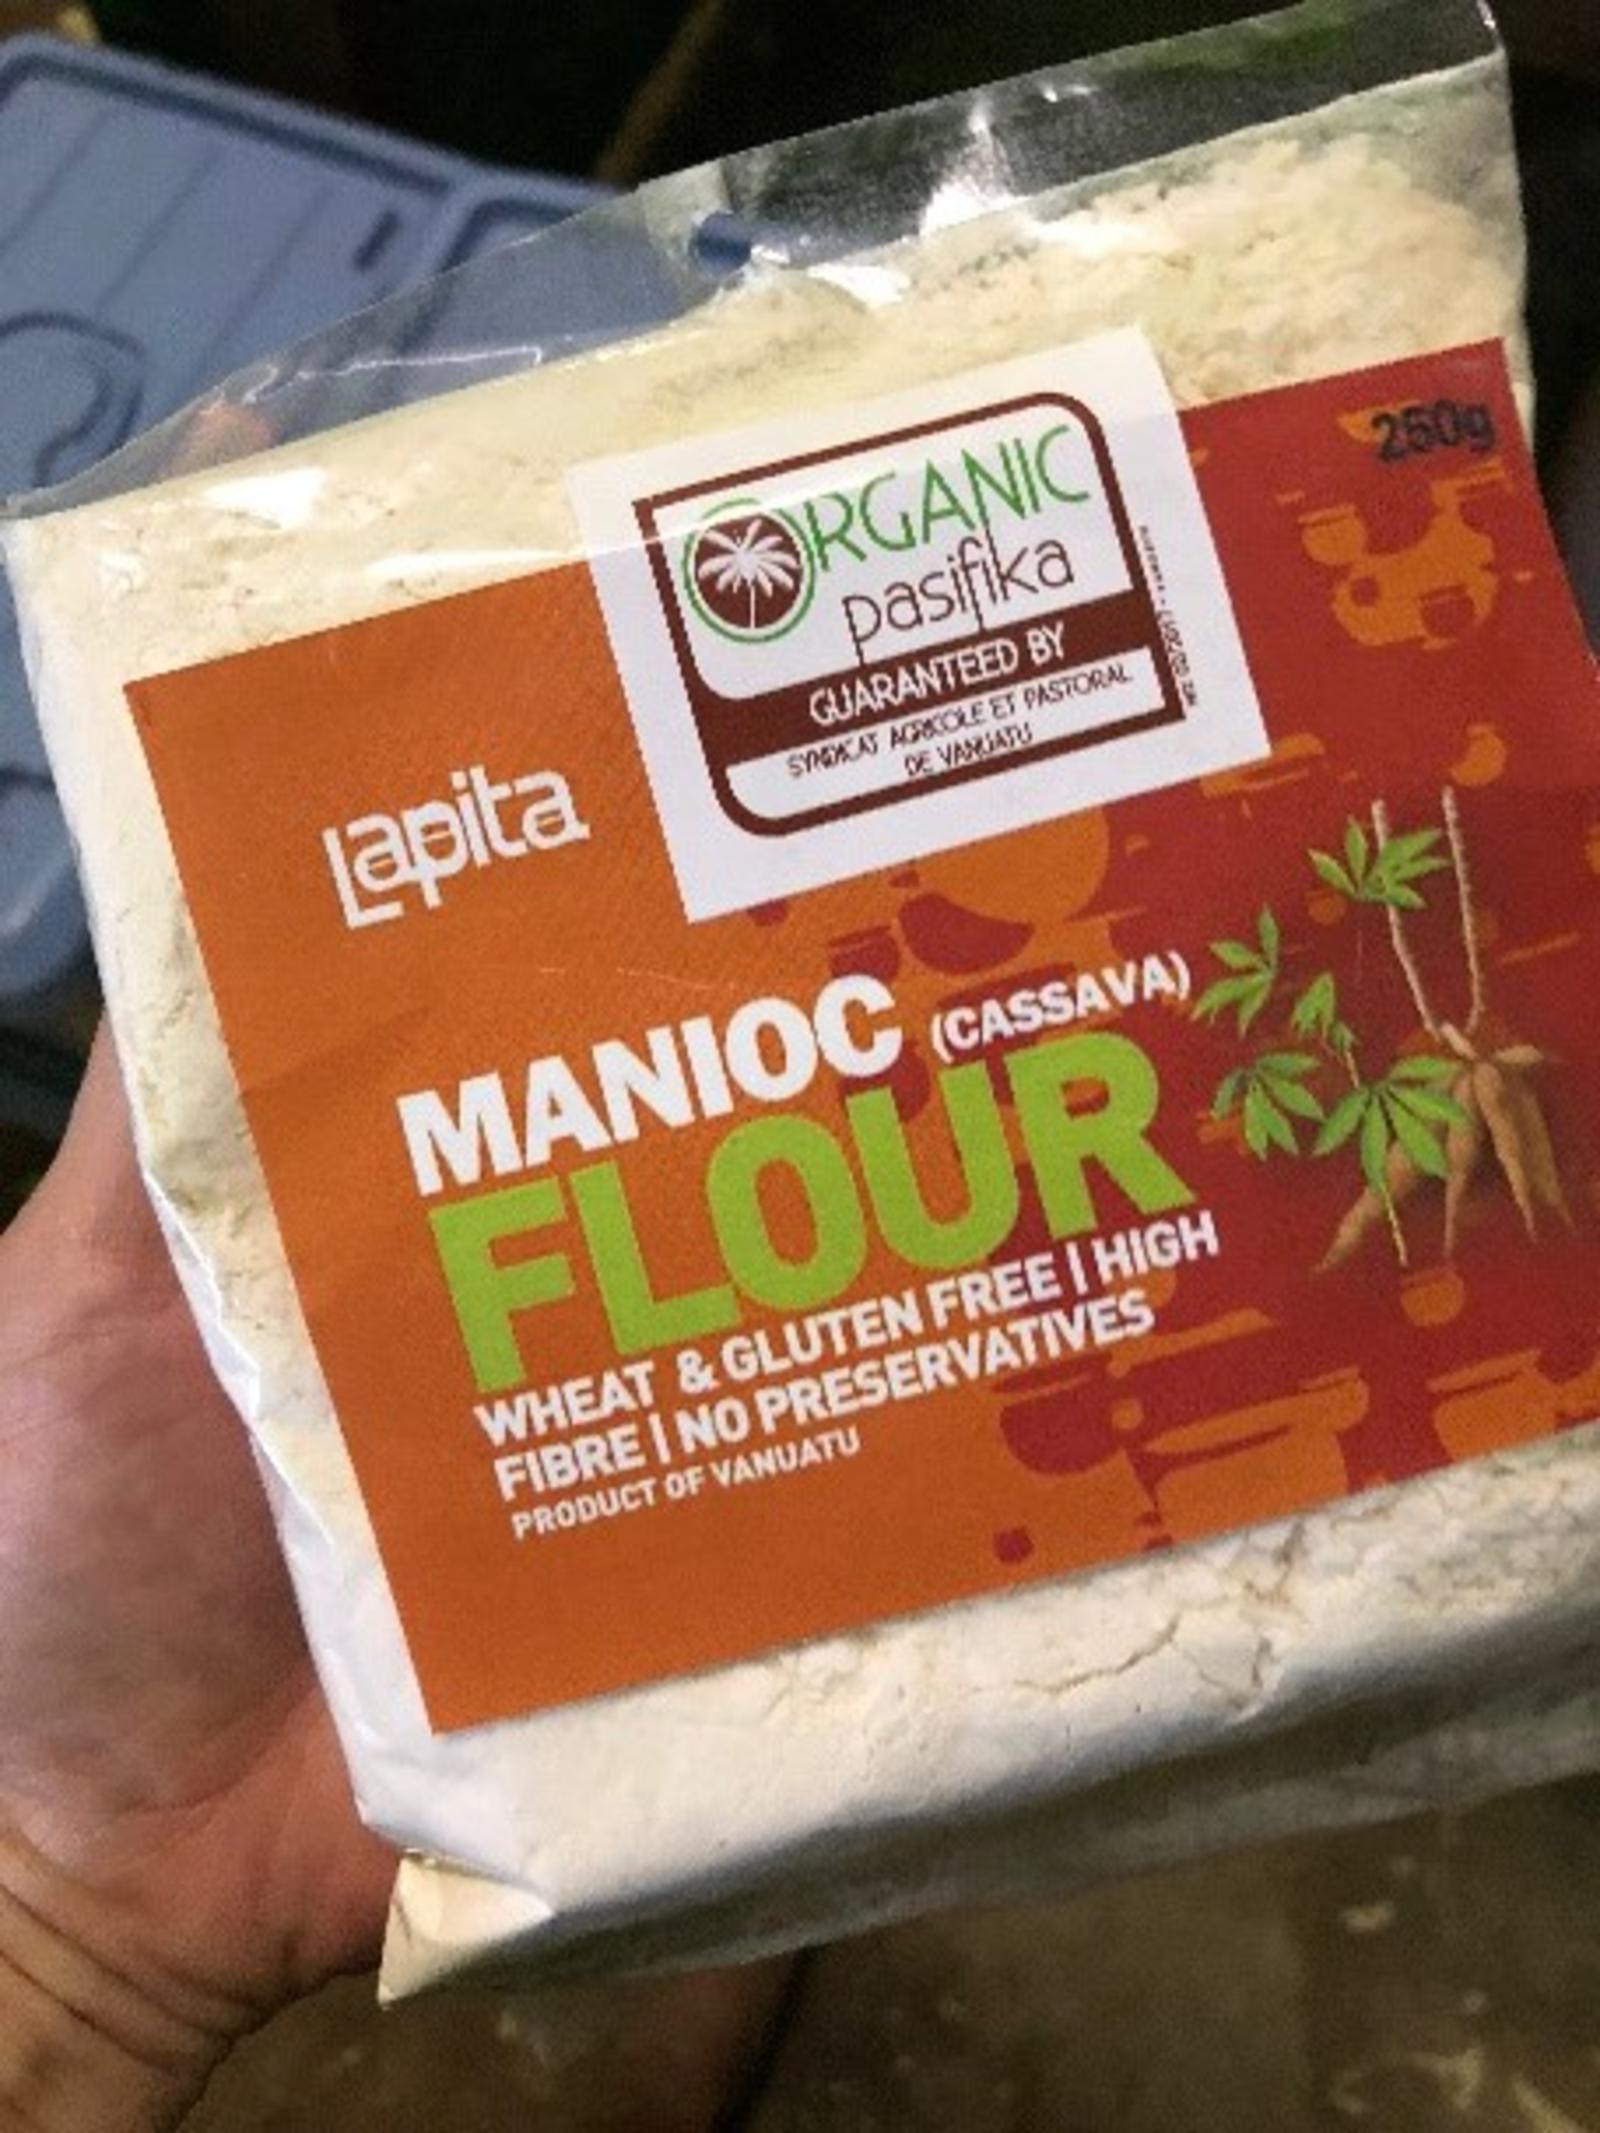 250g
ORGANIC
pasifika
GUARANTEED BY
SYNDICAT AGRICOLE ET PASTORAL
DE VANUATU
Lapita
MANIOC (CASSAVA)
FLOUR
WHEAT & GLUTEN FREE | HIGH
FIBRE | NO PRESERVATIVES
PRODUCT OF VANUATU